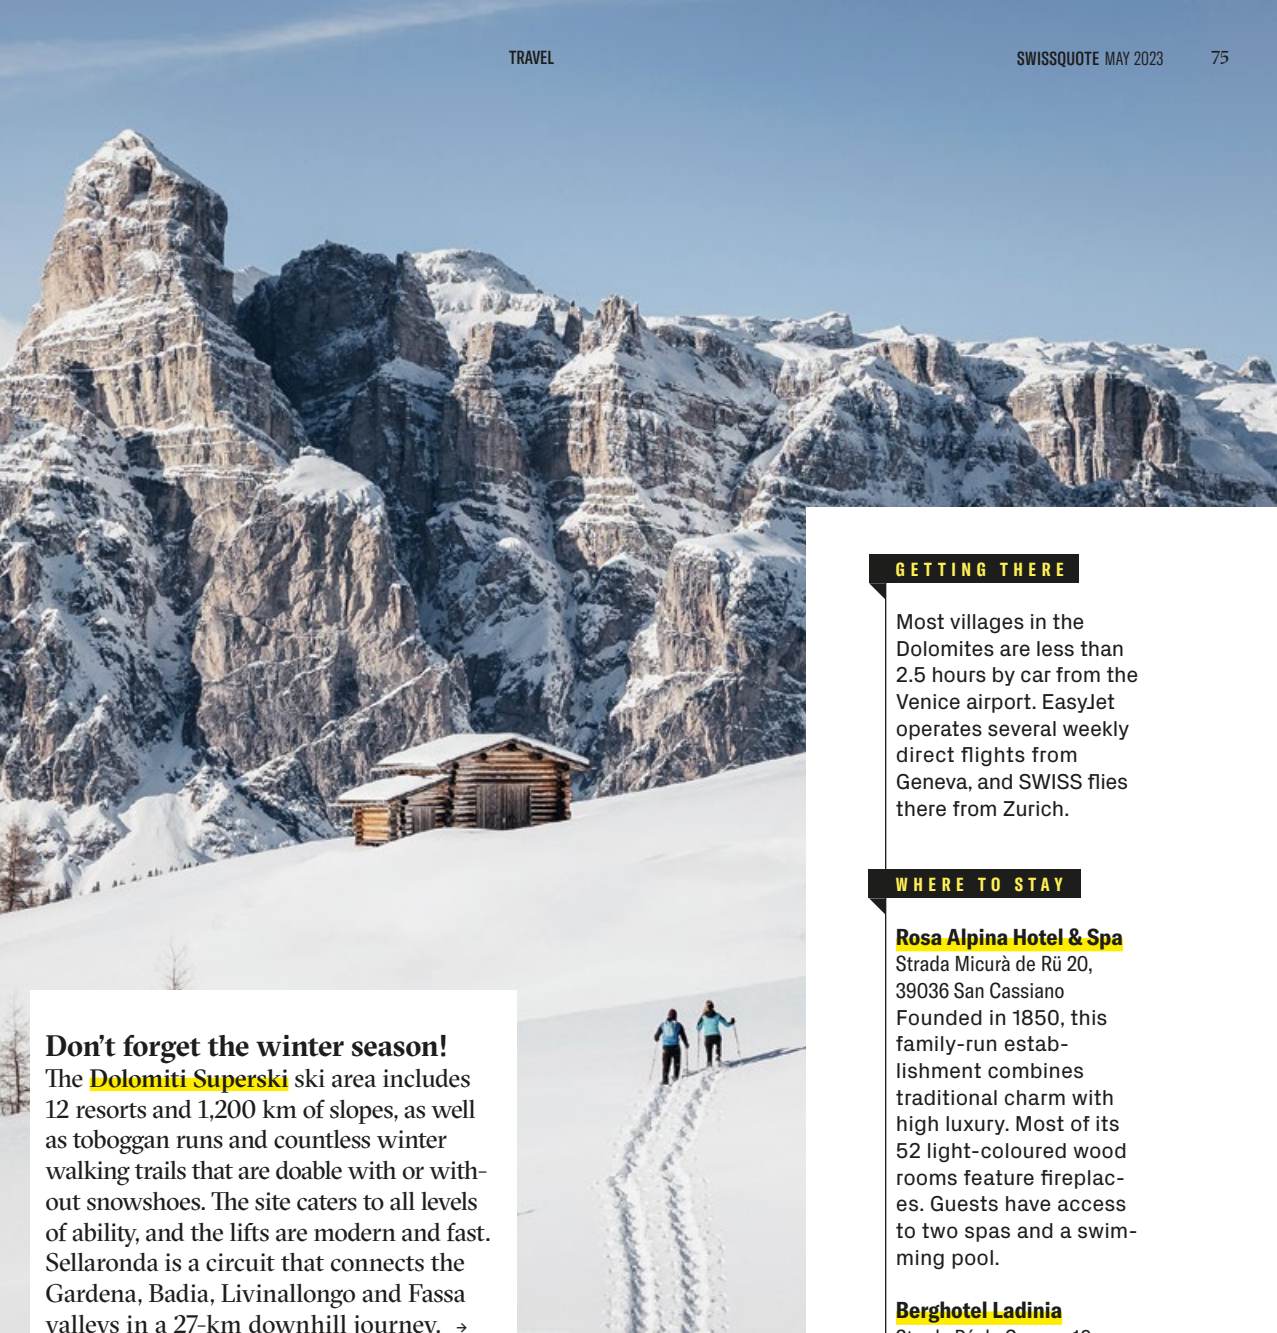 TRAVEL
SWISSQUOTE MAY 2023 75
Don’t forget the winter season!
The Dolomiti Superski ski area includes
12 resorts and 1,200 km of slopes, as well
as toboggan runs and countless winter
walking trails that are doable with or with-
out snowshoes. The site caters to all levels
of ability, and the lifts are modern and fast.
Sellaronda is a circuit that connects the
Gardena, Badia, Livinallongo and Fassa
valleys in a 27-km downhill journey. →
GETTING THERE
Most villages in the
Dolomites are less than
2.5 hours by car from the
Venice airport. EasyJet
operates several weekly
direct flights from
Geneva, and SWISS flies
there from Zurich.
WHERE TO STAY
Rosa Alpina Hotel & Spa
Strada Micurà de Rü 20,
39036 San Cassiano
Founded in 1850, this
family-run estab-
lishment combines
traditional charm with
high luxury. Most of its
52 light-coloured wood
rooms feature fireplac-
es. Guests have access
to two spas and a swim-
ming pool.
Berghotel Ladinia